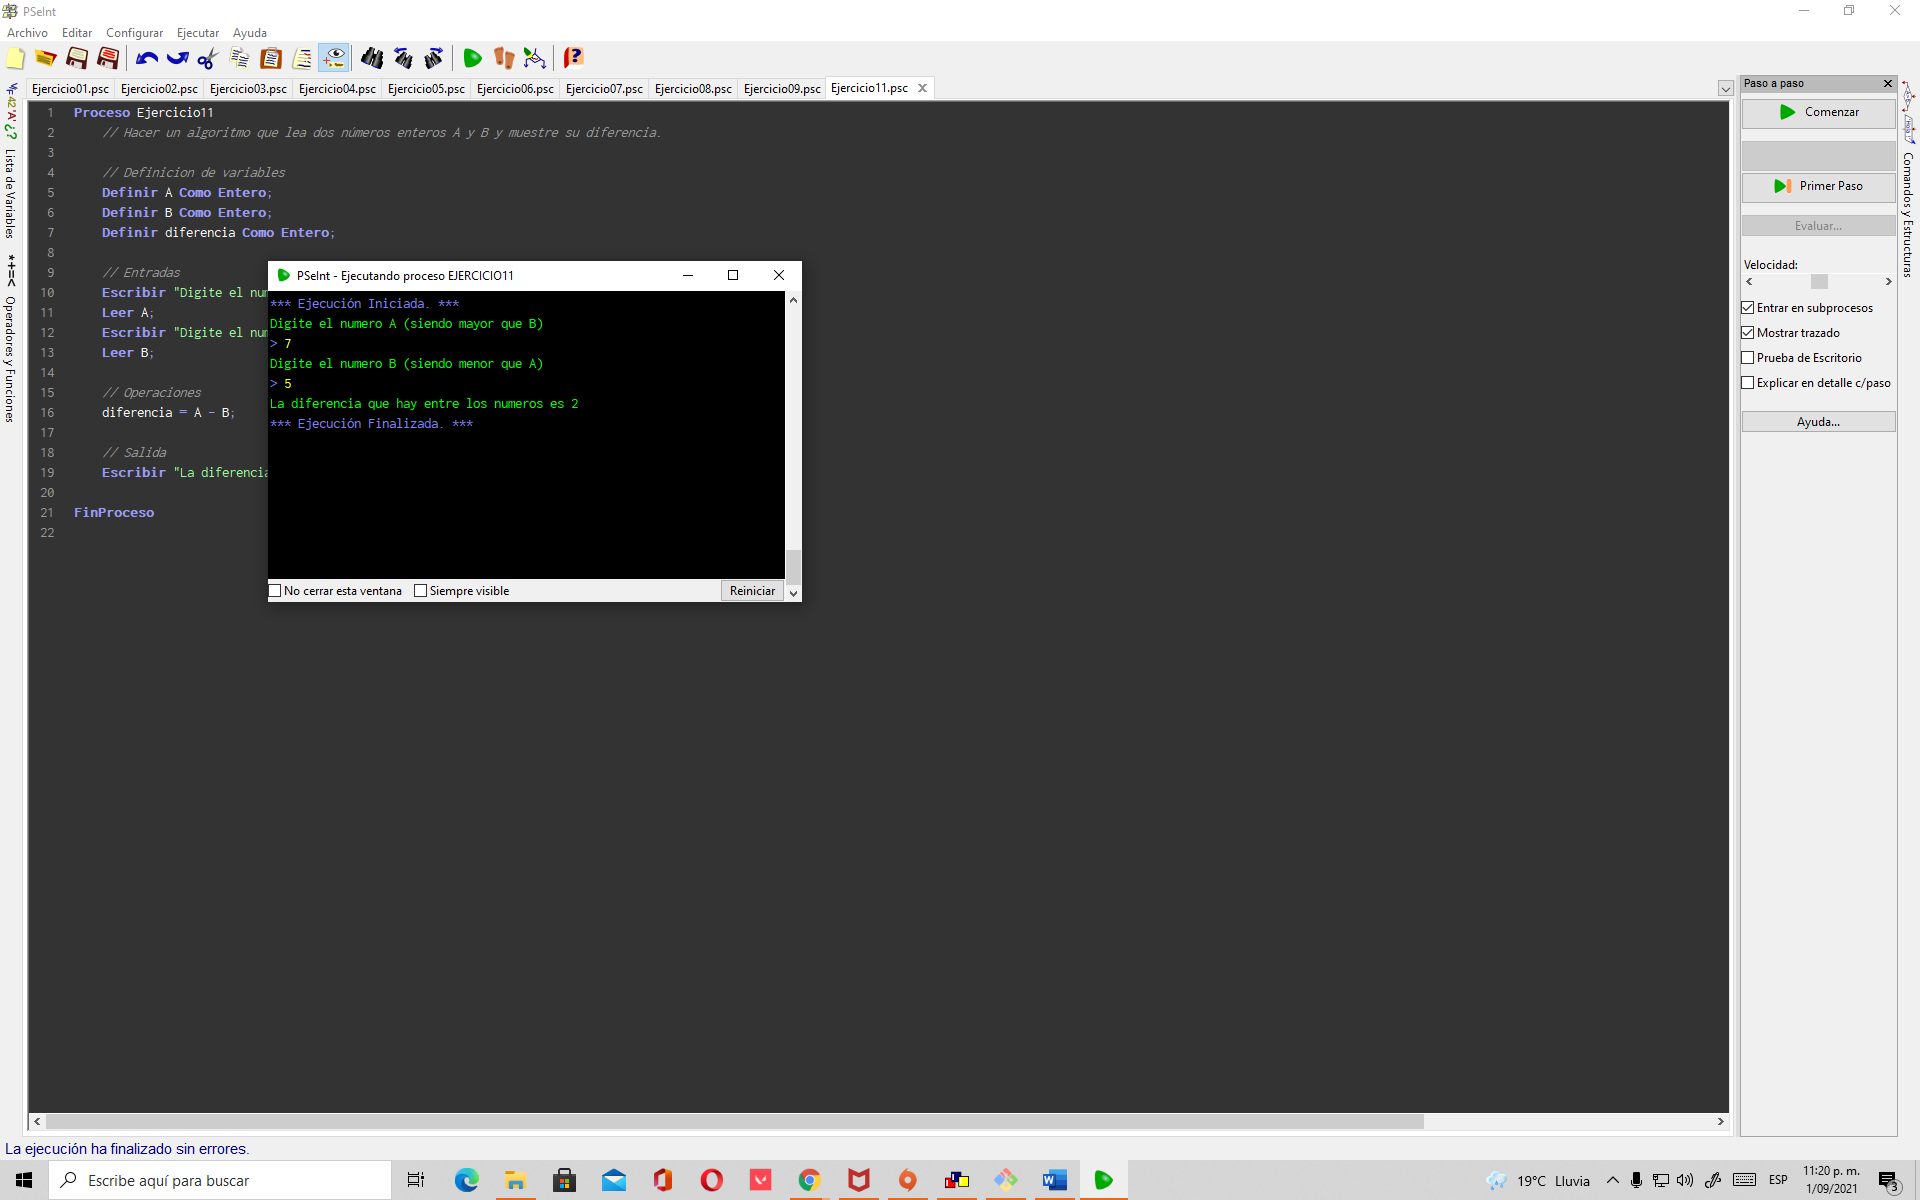 PSeInt
Archivo Editar Configurar Ejecutar Ayuda
Ejercicio01.psc Ejercicio02.psc Ejercicio03.psc Ejercicio04.psc Ejercicio05.psc Ejercicio06.psc Ejercicio07.psc Ejercicio08.psc Ejercicio09.psc Ejercicio11.psc
Lista de Variables
*+=< Operadores y Funciones
1 Proceso Ejercicio11
2 // Hacer un algoritmo que lea dos números enteros A y B y muestre su diferencia.
3
4 // Definicion de variables
5 Definir A Como Entero;
6 Definir B Como Entero;
7 Definir diferencia Como Entero;
8
9 // Entradas
10 Escribir "Digite el num
11 Leer A;
12 Escribir "Digite el num
13 Leer B;
14
15 // Operaciones
16 diferencia = A - B;
17
18 // Salida
19 Escribir "La diferencia
20
21 FinProceso
22
PSeInt - Ejecutando proceso EJERCICIO11
*** Ejecución Iniciada. ***
Digite el numero A (siendo mayor que B)
> 7
Digite el numero B (siendo menor que A)
> 5
La diferencia que hay entre los numeros es 2
*** Ejecución Finalizada. ***
No cerrar esta ventana Siempre visible Reiniciar
Paso a paso
Comenzar
Primer Paso
Evaluar...
Velocidad:
Entrar en subprocesos
Mostrar trazado
Prueba de Escritorio
Explicar en detalle c/paso
Ayuda...
Comandos y Estructuras
La ejecución ha finalizado sin errores.
Escribe aquí para buscar
19°C Lluvia
ESP
11:20 p. m.
1/09/2021
3